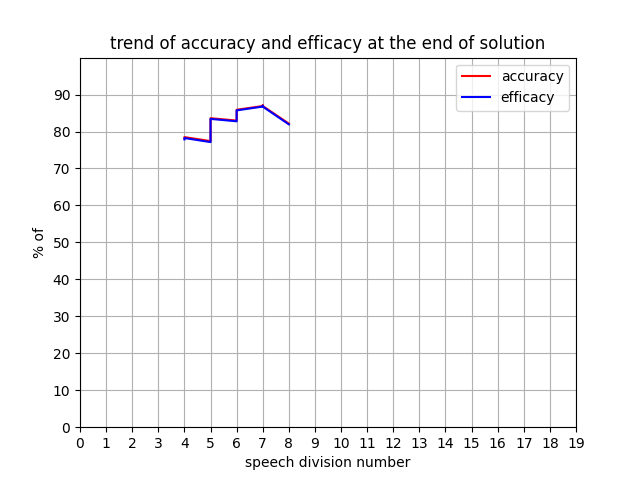 trend of accuracy and efficacy at the end of solution
accuracy
efficacy
90
80
70
60
50
40
30
20
10
0
% of
0 1 2 3 4 5 6 7 8 9 10 11 12 13 14 15 16 17 18 19
speech division number